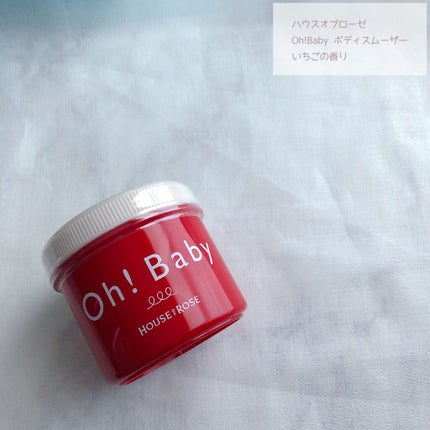 ハウスオブローゼ
Oh!Baby ボディスムーザー
いちごの香り
Oh! Baby
HOUSE OF ROSE